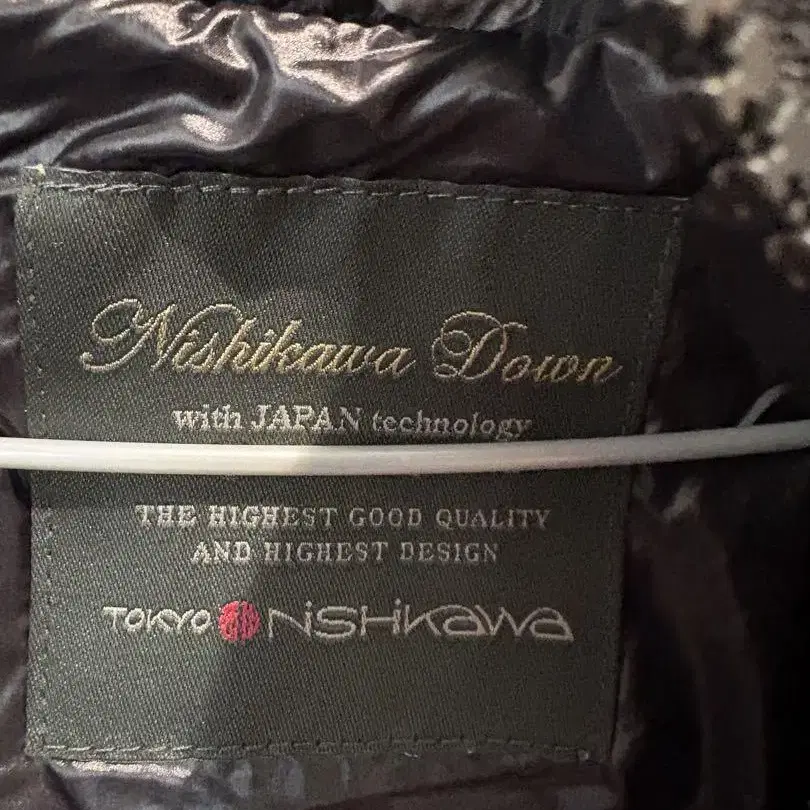 Nishikawa Down
with JAPAN technology
THE HIGHEST GOOD QUALITY
AND HIGHEST DESIGN
TOKYO NiSHiKaWa